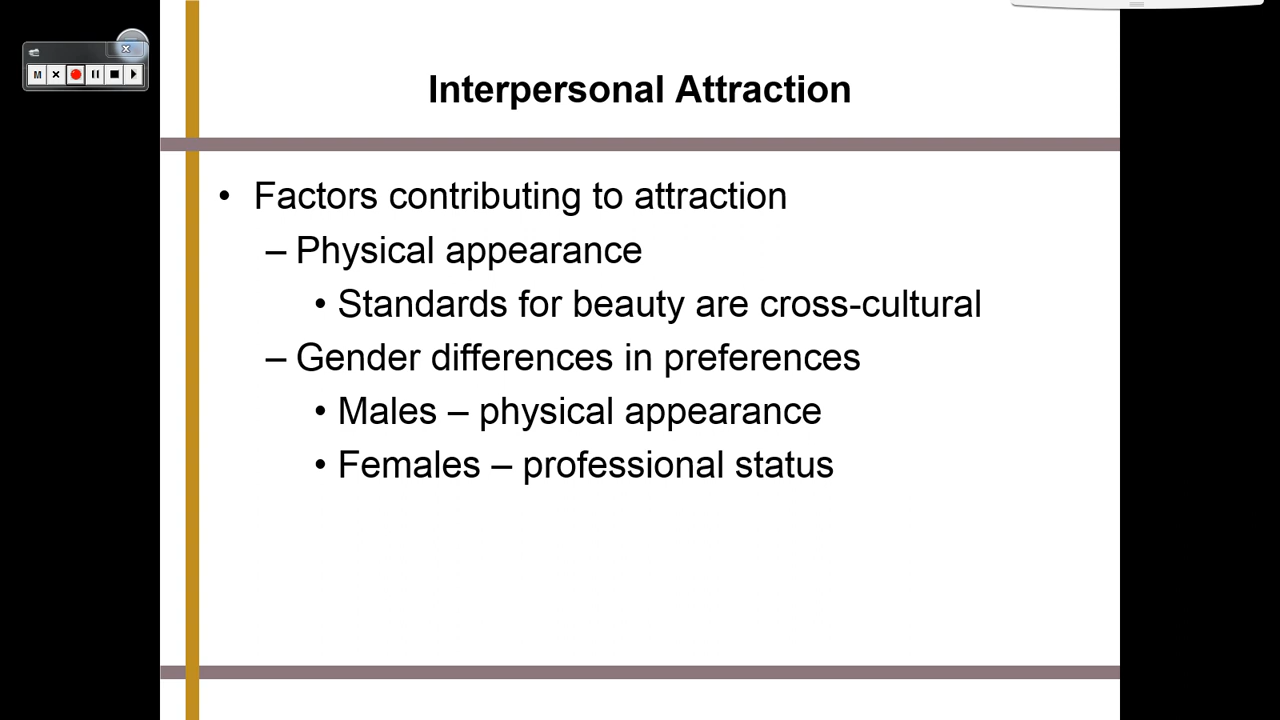 M
Interpersonal Attraction
• Factors contributing to attraction
– Physical appearance
• Standards for beauty are cross-cultural
– Gender differences in preferences
• Males – physical appearance
• Females – professional status